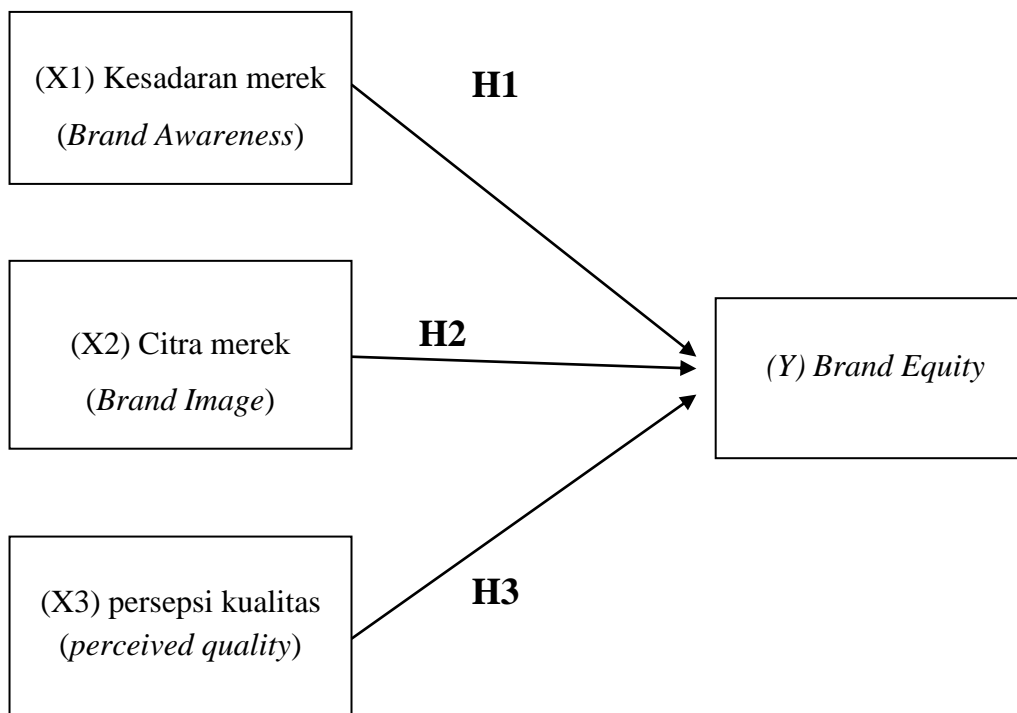 (X1) Kesadaran merek
(Brand Awareness)
H1
(X2) Citra merek
(Brand Image)
H2
(Y) Brand Equity
(X3) persepsi kualitas
(perceived quality)
H3